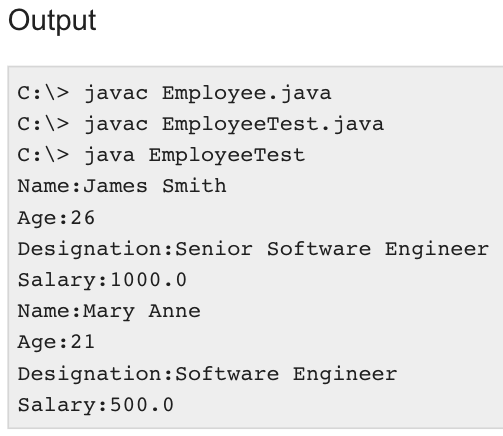 Output
C:\> javac Employee.java
C:\> javac EmployeeTest.java
C:\> java EmployeeTest
Name:James Smith
Age:26
Designation:Senior Software Engineer
Salary:1000.0
Name:Mary Anne
Age:21
Designation:Software Engineer
Salary:500.0